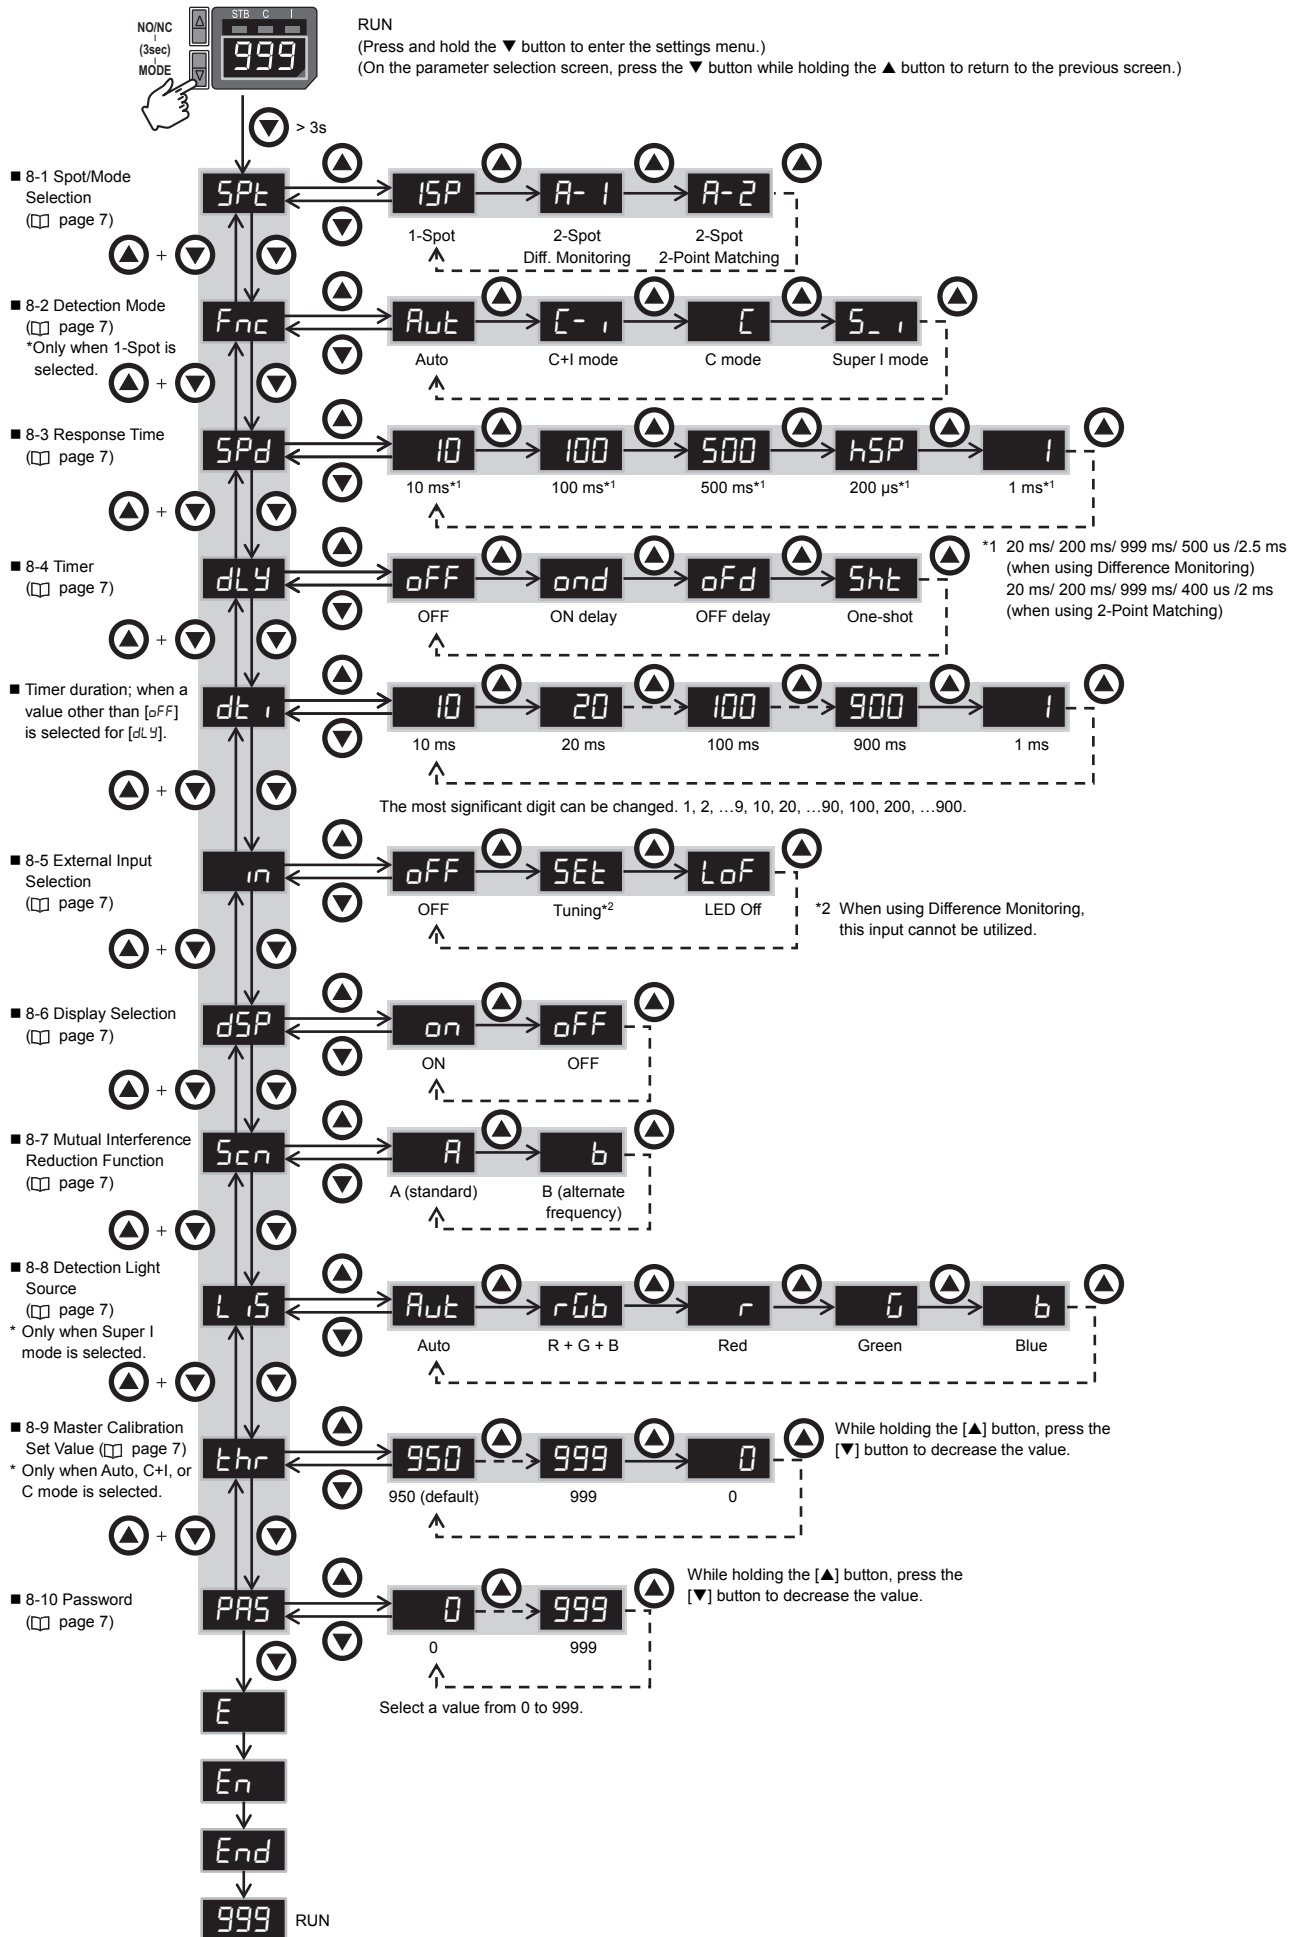 STB C I
NO/NC
(3sec)
MODE
999
RUN
(Press and hold the ▼ button to enter the settings menu.)
(On the parameter selection screen, press the ▼ button while holding the ▲ button to return to the previous screen.)
> 3s
■ 8-1 Spot/Mode
Selection
(page 7)
SPt
1SP
A-1
A-2
1-Spot
2-Spot
Diff. Monitoring
2-Spot
2-Point Matching
+
■ 8-2 Detection Mode
(page 7)
*Only when 1-Spot is
selected.
Fnc
Aut
C-i
C
S_i
Auto
C+I mode
C mode
Super I mode
+
■ 8-3 Response Time
(page 7)
SPd
10
100
500
hSP
1
10 ms*1
100 ms*1
500 ms*1
200 µs*1
1 ms*1
+
*1 20 ms/ 200 ms/ 999 ms/ 500 us /2.5 ms
(when using Difference Monitoring)
20 ms/ 200 ms/ 999 ms/ 400 us /2 ms
(when using 2-Point Matching)
■ 8-4 Timer
(page 7)
dLY
oFF
ond
oFd
Sht
OFF
ON delay
OFF delay
One-shot
+
■ Timer duration; when a
value other than [oFF]
is selected for [dLY].
dti
10
20
100
900
1
10 ms
20 ms
100 ms
900 ms
1 ms
+
The most significant digit can be changed. 1, 2, …9, 10, 20, …90, 100, 200, …900.
■ 8-5 External Input
Selection
(page 7)
in
oFF
SEt
LoF
OFF
Tuning*2
LED Off
*2 When using Difference Monitoring,
this input cannot be utilized.
+
■ 8-6 Display Selection
(page 7)
dSP
on
oFF
ON
OFF
+
■ 8-7 Mutual Interference
Reduction Function
(page 7)
Scn
A
b
A (standard)
B (alternate
frequency)
+
■ 8-8 Detection Light
Source
(page 7)
* Only when Super I
mode is selected.
LiS
Aut
rGb
r
G
b
Auto
R + G + B
Red
Green
Blue
+
■ 8-9 Master Calibration
Set Value (page 7)
* Only when Auto, C+I, or
C mode is selected.
thr
950
999
0
950 (default)
999
0
While holding the [▲] button, press the
[▼] button to decrease the value.
+
■ 8-10 Password
(page 7)
PAS
0
999
0
999
While holding the [▲] button, press the
[▼] button to decrease the value.
Select a value from 0 to 999.
E
En
End
999
RUN